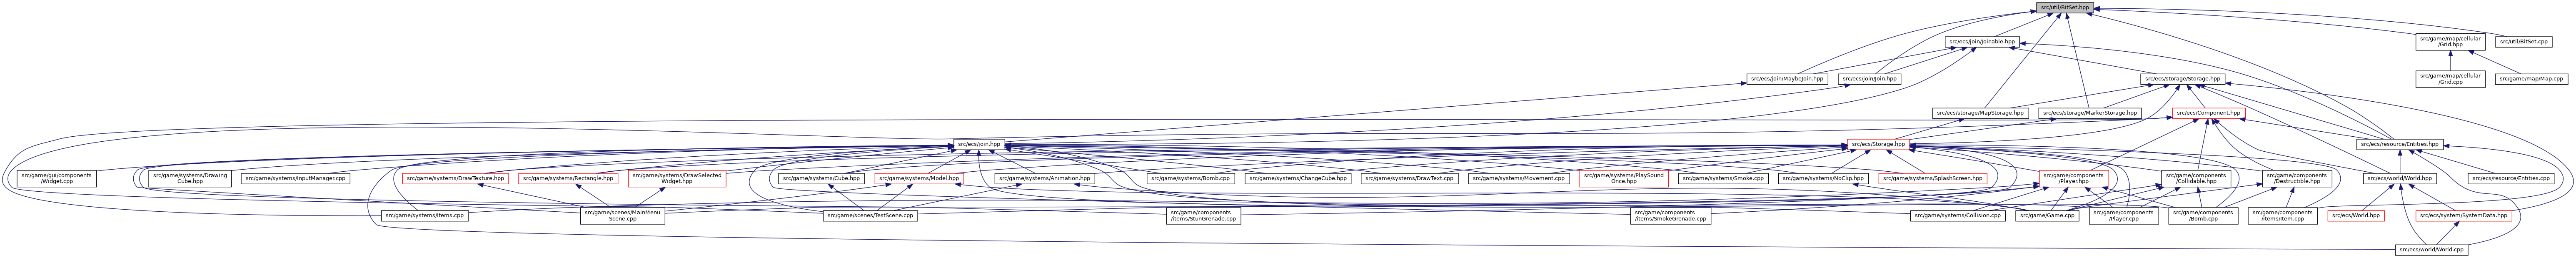 src/util/BitSet.hpp
src/ecs/join/Joinable.hpp
src/game/map/cellular
/Grid.hpp
src/util/BitSet.cpp
src/ecs/join/MaybeJoin.hpp
src/ecs/join/Join.hpp
src/ecs/storage/Storage.hpp
src/game/map/cellular
/Grid.cpp
src/game/map/Map.cpp
src/ecs/storage/MapStorage.hpp
src/ecs/storage/MarkerStorage.hpp
src/ecs/Component.hpp
src/ecs/join.hpp
src/ecs/Storage.hpp
src/ecs/resource/Entities.hpp
src/game/gui/components
/Widget.cpp
src/game/systems/Drawing
Cube.hpp
src/game/systems/InputManager.cpp
src/game/systems/DrawTexture.hpp
src/game/systems/Rectangle.hpp
src/game/systems/DrawSelected
Widget.hpp
src/game/systems/Cube.hpp
src/game/systems/Model.hpp
src/game/systems/Animation.hpp
src/game/systems/Bomb.cpp
src/game/systems/ChangeCube.hpp
src/game/systems/DrawText.cpp
src/game/systems/Movement.cpp
src/game/systems/PlaySound
Once.hpp
src/game/systems/Smoke.cpp
src/game/systems/NoClip.hpp
src/game/systems/SplashScreen.hpp
src/game/components
/Player.hpp
src/game/components
/Collidable.hpp
src/game/components
/Destructible.hpp
src/ecs/world/World.hpp
src/ecs/resource/Entities.cpp
src/game/systems/Items.cpp
src/game/scenes/MainMenu
Scene.cpp
src/game/scenes/TestScene.cpp
src/game/components
/items/StunGrenade.cpp
src/game/components
/items/SmokeGrenade.cpp
src/game/systems/Collision.cpp
src/game/Game.cpp
src/game/components
/Player.cpp
src/game/components
/Bomb.cpp
src/game/components
/items/Item.cpp
src/ecs/World.hpp
src/ecs/system/SystemData.hpp
src/ecs/world/World.cpp